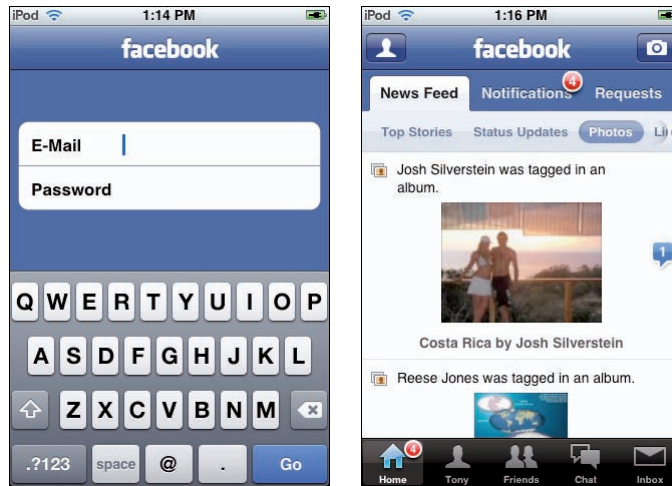 iPod 1:14 PM
facebook
E-Mail
Password
Q W E R T Y U I O P
A S D F G H J K L
Z X C V B N M
.?123 space @ . Go
iPod 1:16 PM
facebook
News Feed Notifications 4 Requests
Top Stories Status Updates Photos
Josh Silverstein was tagged in an
album.
1
Costa Rica by Josh Silverstein
Reese Jones was tagged in an album.
4
Home Tony Friends Chat Inbox